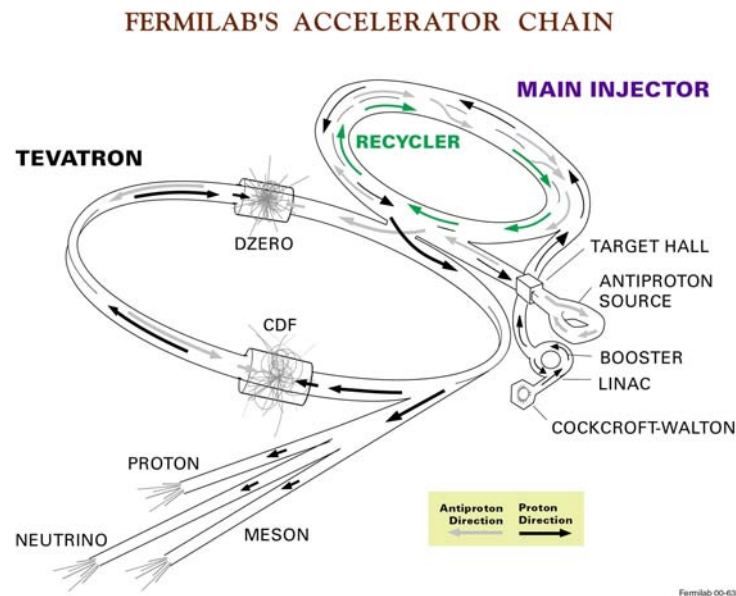 FERMILAB'S ACCELERATOR CHAIN
MAIN INJECTOR
RECYCLER
TEVATRON
DZERO
TARGET HALL
ANTIPROTON
SOURCE
CDF
BOOSTER
LINAC
COCKCROFT-WALTON
PROTON
NEUTRINO
MESON
Antiproton
Direction
Proton
Direction
Fermilab 00-63